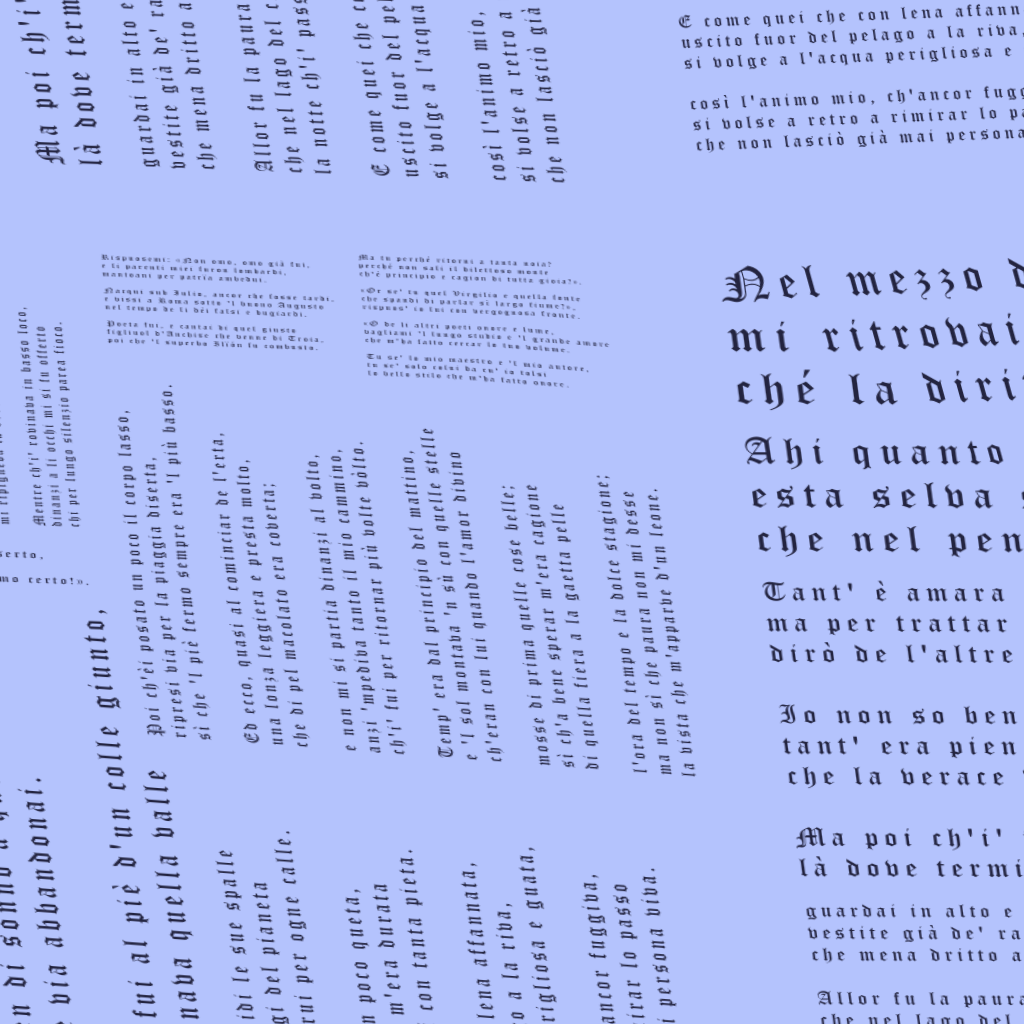 Ma poi ch'i'
là dove term
guardai in alto e
vestite già de' ra
che mena dritto a
Allor fu la paura
che nel lago del c
la notte ch'i' pass
E come quei che c
uscito fuor del pel
si volge a l'acqua
così l'animo mio,
si volse a retro a
che non lasciò già
E come quei che con lena affann
uscito fuor del pelago a la riva,
si volge a l'acqua perigliosa e
così l'animo mio, ch'ancor fugg
si volse a retro a rimirar lo pa
che non lasciò già mai persona
Rispuosemi: «Non omo, omo già fui,
e li parenti miei furon lombardi,
mantoani per patria ambedui.
Nacqui sub Iulio, ancor che fosse tardi,
e vissi a Roma sotto 'l buono Augusto
nel tempo de li dèi falsi e bugiardi.
Poeta fui, e cantai di quel giusto
figliuol d'Anchise che venne di Troia,
poi che 'l superbo Ilión fu combusto.
Ma tu perché ritorni a tanta noia?
perché non sali il dilettoso monte
ch'è principio e cagion di tutta gioia?».
«Or se' tu quel Virgilio e quella fonte
che spandi di parlar sì largo fiume?»,
rispuos' io lui con vergognosa fronte.
«O de li altri poeti onore e lume,
vagliami 'l lungo studio e 'l grande amore
che m'ha fatto cercar lo tuo volume.
Tu se' lo mio maestro e 'l mio autore,
tu se' solo colui da cu' io tolsi
lo bello stilo che m'ha fatto onore.
mi ripigneva
Mentre ch'i' rovinava in basso loco,
dinanzi a li occhi mi si fu offerto
chi per lungo silenzio parea fioco.
serto,
mo certo!».
Poi ch'èi posato un poco il corpo lasso,
ripresi via per la piaggia diserta,
sì che 'l piè fermo sempre era 'l più basso.
Ed ecco, quasi al cominciar de l'erta,
una lonza leggiera e presta molto,
che di pel macolato era coverta;
e non mi si partia dinanzi al volto,
anzi 'mpediva tanto il mio cammino,
ch'i' fui per ritornar più volte vòlto.
Temp' era dal principio del mattino,
e 'l sol montava 'n sù con quelle stelle
ch'eran con lui quando l'amor divino
mosse di prima quelle cose belle;
sì ch'a bene sperar m'era cagione
di quella fiera a la gaetta pelle
l'ora del tempo e la dolce stagione;
ma non sì che paura non mi desse
la vista che m'apparve d'un leone.
n di sonno a
via abbandonai.
fui al piè d'un colle giunto,
nava quella valle
idi le sue spalle
gi del pianeta
rui per ogne calle.
n poco queta,
m'era durata
con tanta pieta.
lena affannata,
o a la riva,
rigliosa e guata,
ancor fuggiva,
irar lo passo
i persona viva.
Nel mezzo d
mi ritrovai
ché la diri
Ahi quanto
esta selva s
che nel pen
Tant' è amara
ma per trattar
dirò de l'altre
Io non so ben
tant' era pien
che la verace
Ma poi ch'i'
là dove termi
guardai in alto e
vestite già de' ra
che mena dritto a
Allor fu la paura
che nel lago del